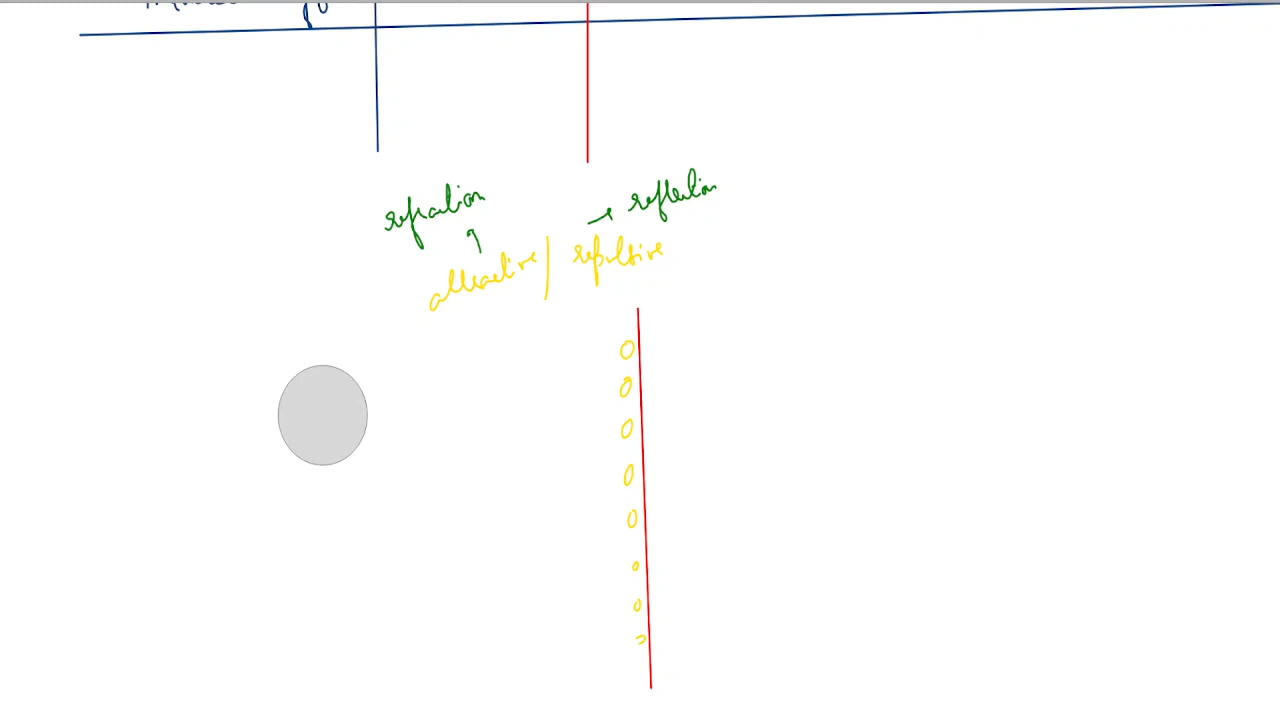 refraction → reflection
attractive/ repulsive